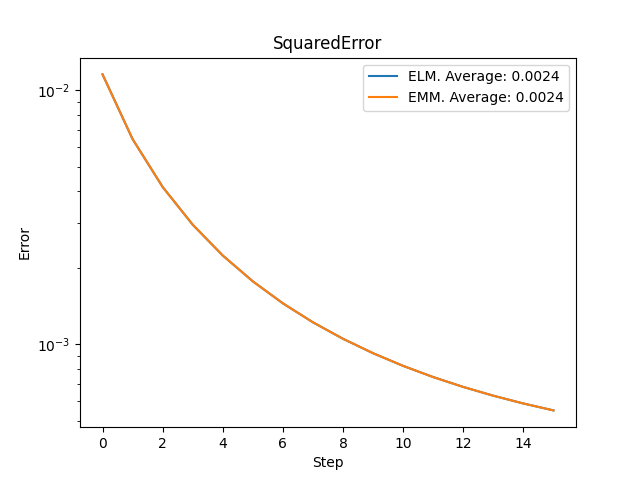 SquaredError
ELM. Average: 0.0024
EMM. Average: 0.0024
Error
10⁻²
10⁻³
0 2 4 6 8 10 12 14
Step